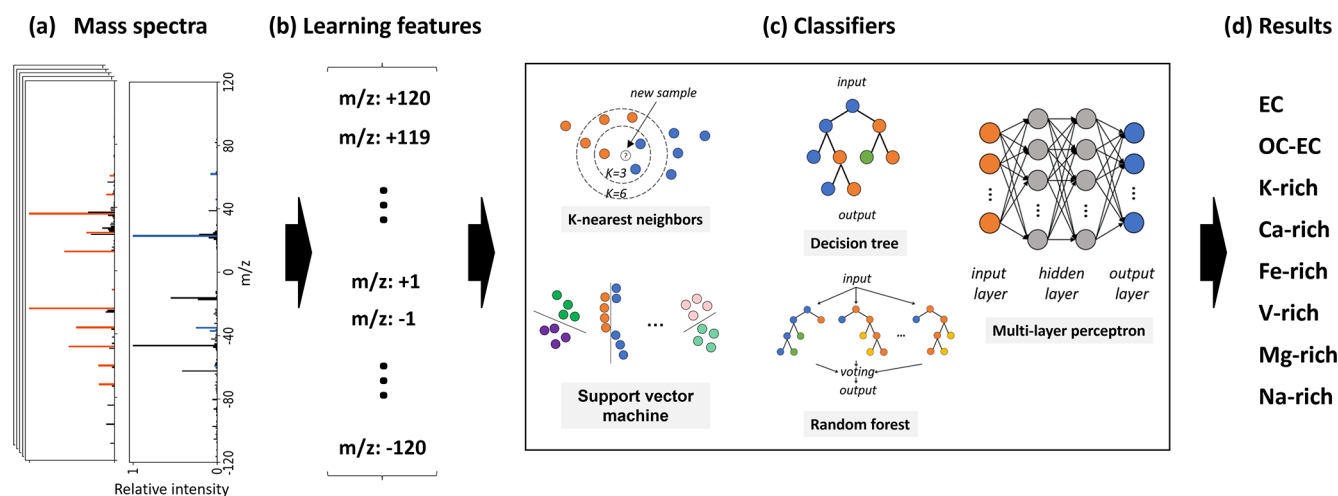 (a) Mass spectra
120
80
40
0
-40
-80
-120
m/z
1
0
Relative intensity
(b) Learning features
m/z: +120
m/z: +119
m/z: +1
m/z: -1
m/z: -120
(c) Classifiers
new sample
?
K=3
K=6
K-nearest neighbors
input
output
Decision tree
input
layer
hidden
layer
output
layer
Multi-layer perceptron
...
Support vector
machine
input
...
voting
output
Random forest
(d) Results
EC
OC-EC
K-rich
Ca-rich
Fe-rich
V-rich
Mg-rich
Na-rich